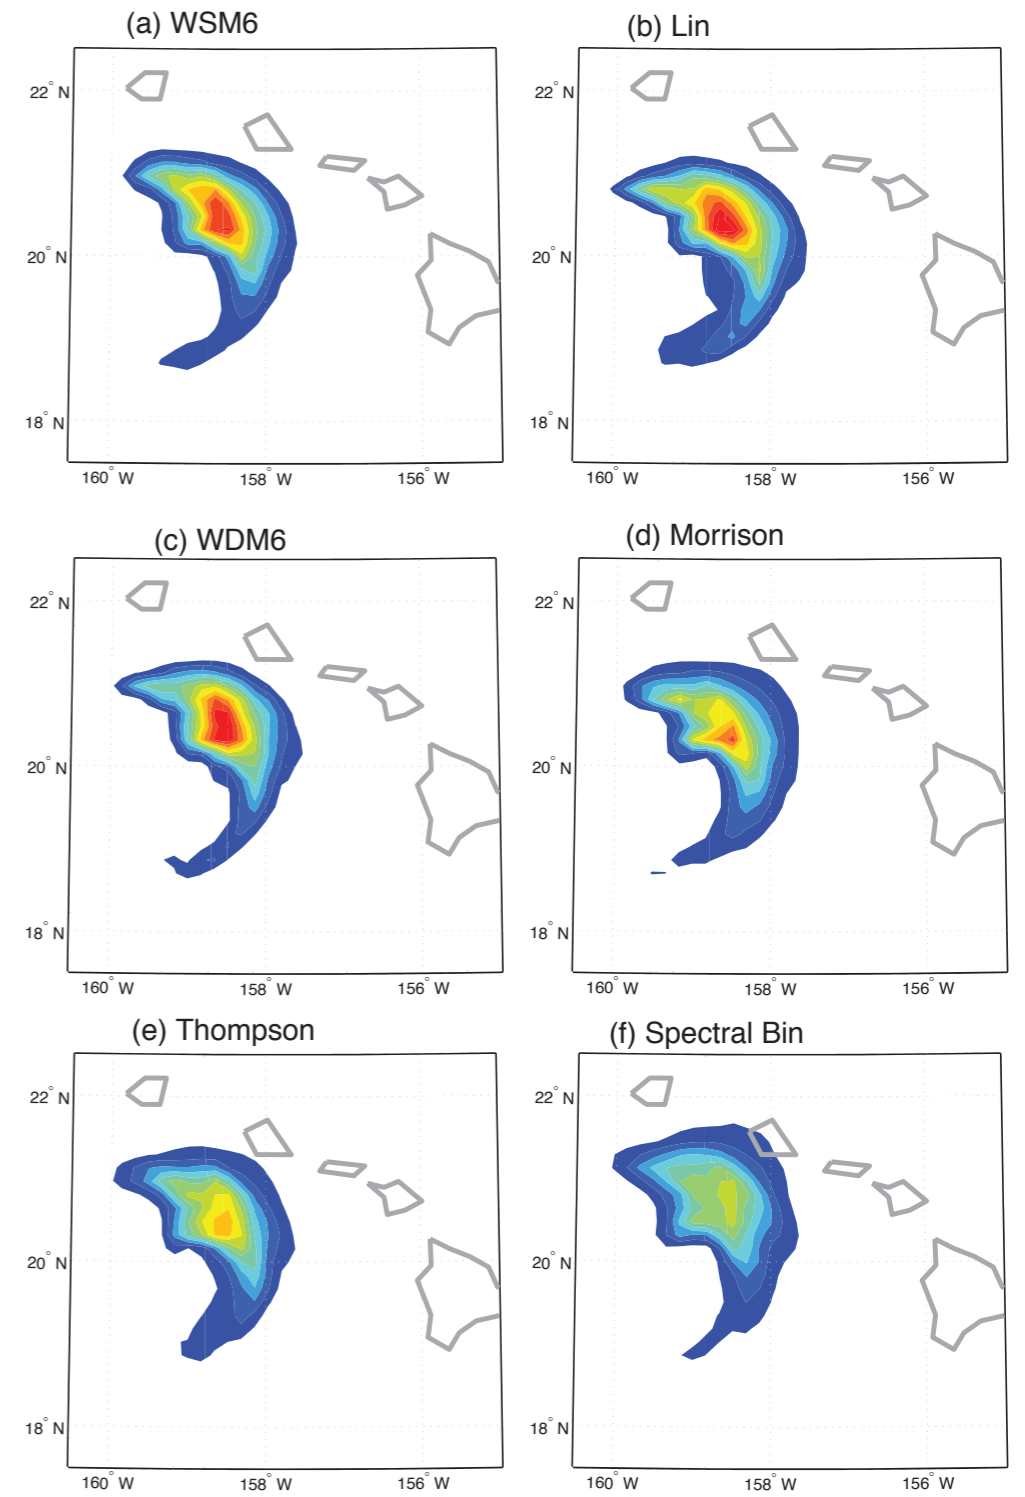 (a) WSM6
(b) Lin
22° N
22° N
20° N
20° N
18° N
18° N
160° W 158° W 156° W
160° W 158° W 156° W
(c) WDM6
(d) Morrison
22° N
22° N
20° N
20° N
18° N
18° N
160° W 158° W 156° W
160° W 158° W 156° W
(e) Thompson
(f) Spectral Bin
22° N
22° N
20° N
20° N
18° N
18° N
160° W 158° W 156° W
160° W 158° W 156° W